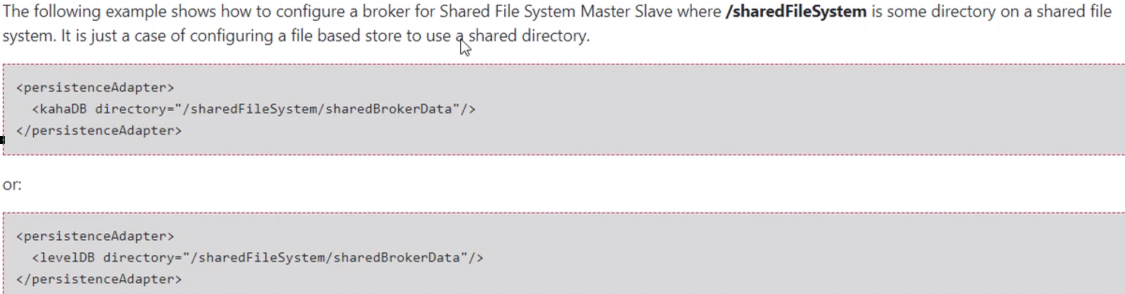 The following example shows how to configure a broker for Shared File System Master Slave where /sharedFileSystem is some directory on a shared file
system. It is just a case of configuring a file based store to use a shared directory.
<persistenceAdapter>
  <kahaDB directory="/sharedFileSystem/sharedBrokerData"/>
</persistenceAdapter>
or:
<persistenceAdapter>
  <levelDB directory="/sharedFileSystem/sharedBrokerData"/>
</persistenceAdapter>